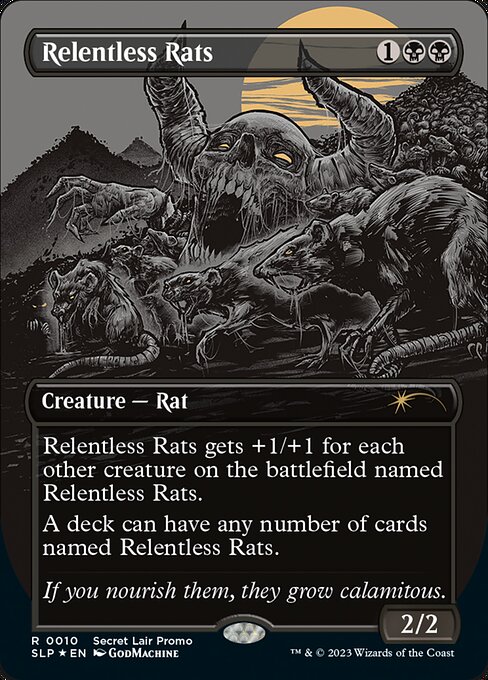 Relentless Rats 1
Creature — Rat
Relentless Rats gets +1/+1 for each
other creature on the battlefield named
Relentless Rats.
A deck can have any number of cards
named Relentless Rats.
If you nourish them, they grow calamitous.
2/2
R 0010 Secret Lair Promo
SLP ★ EN GodMachine ™ & © 2023 Wizards of the Coast